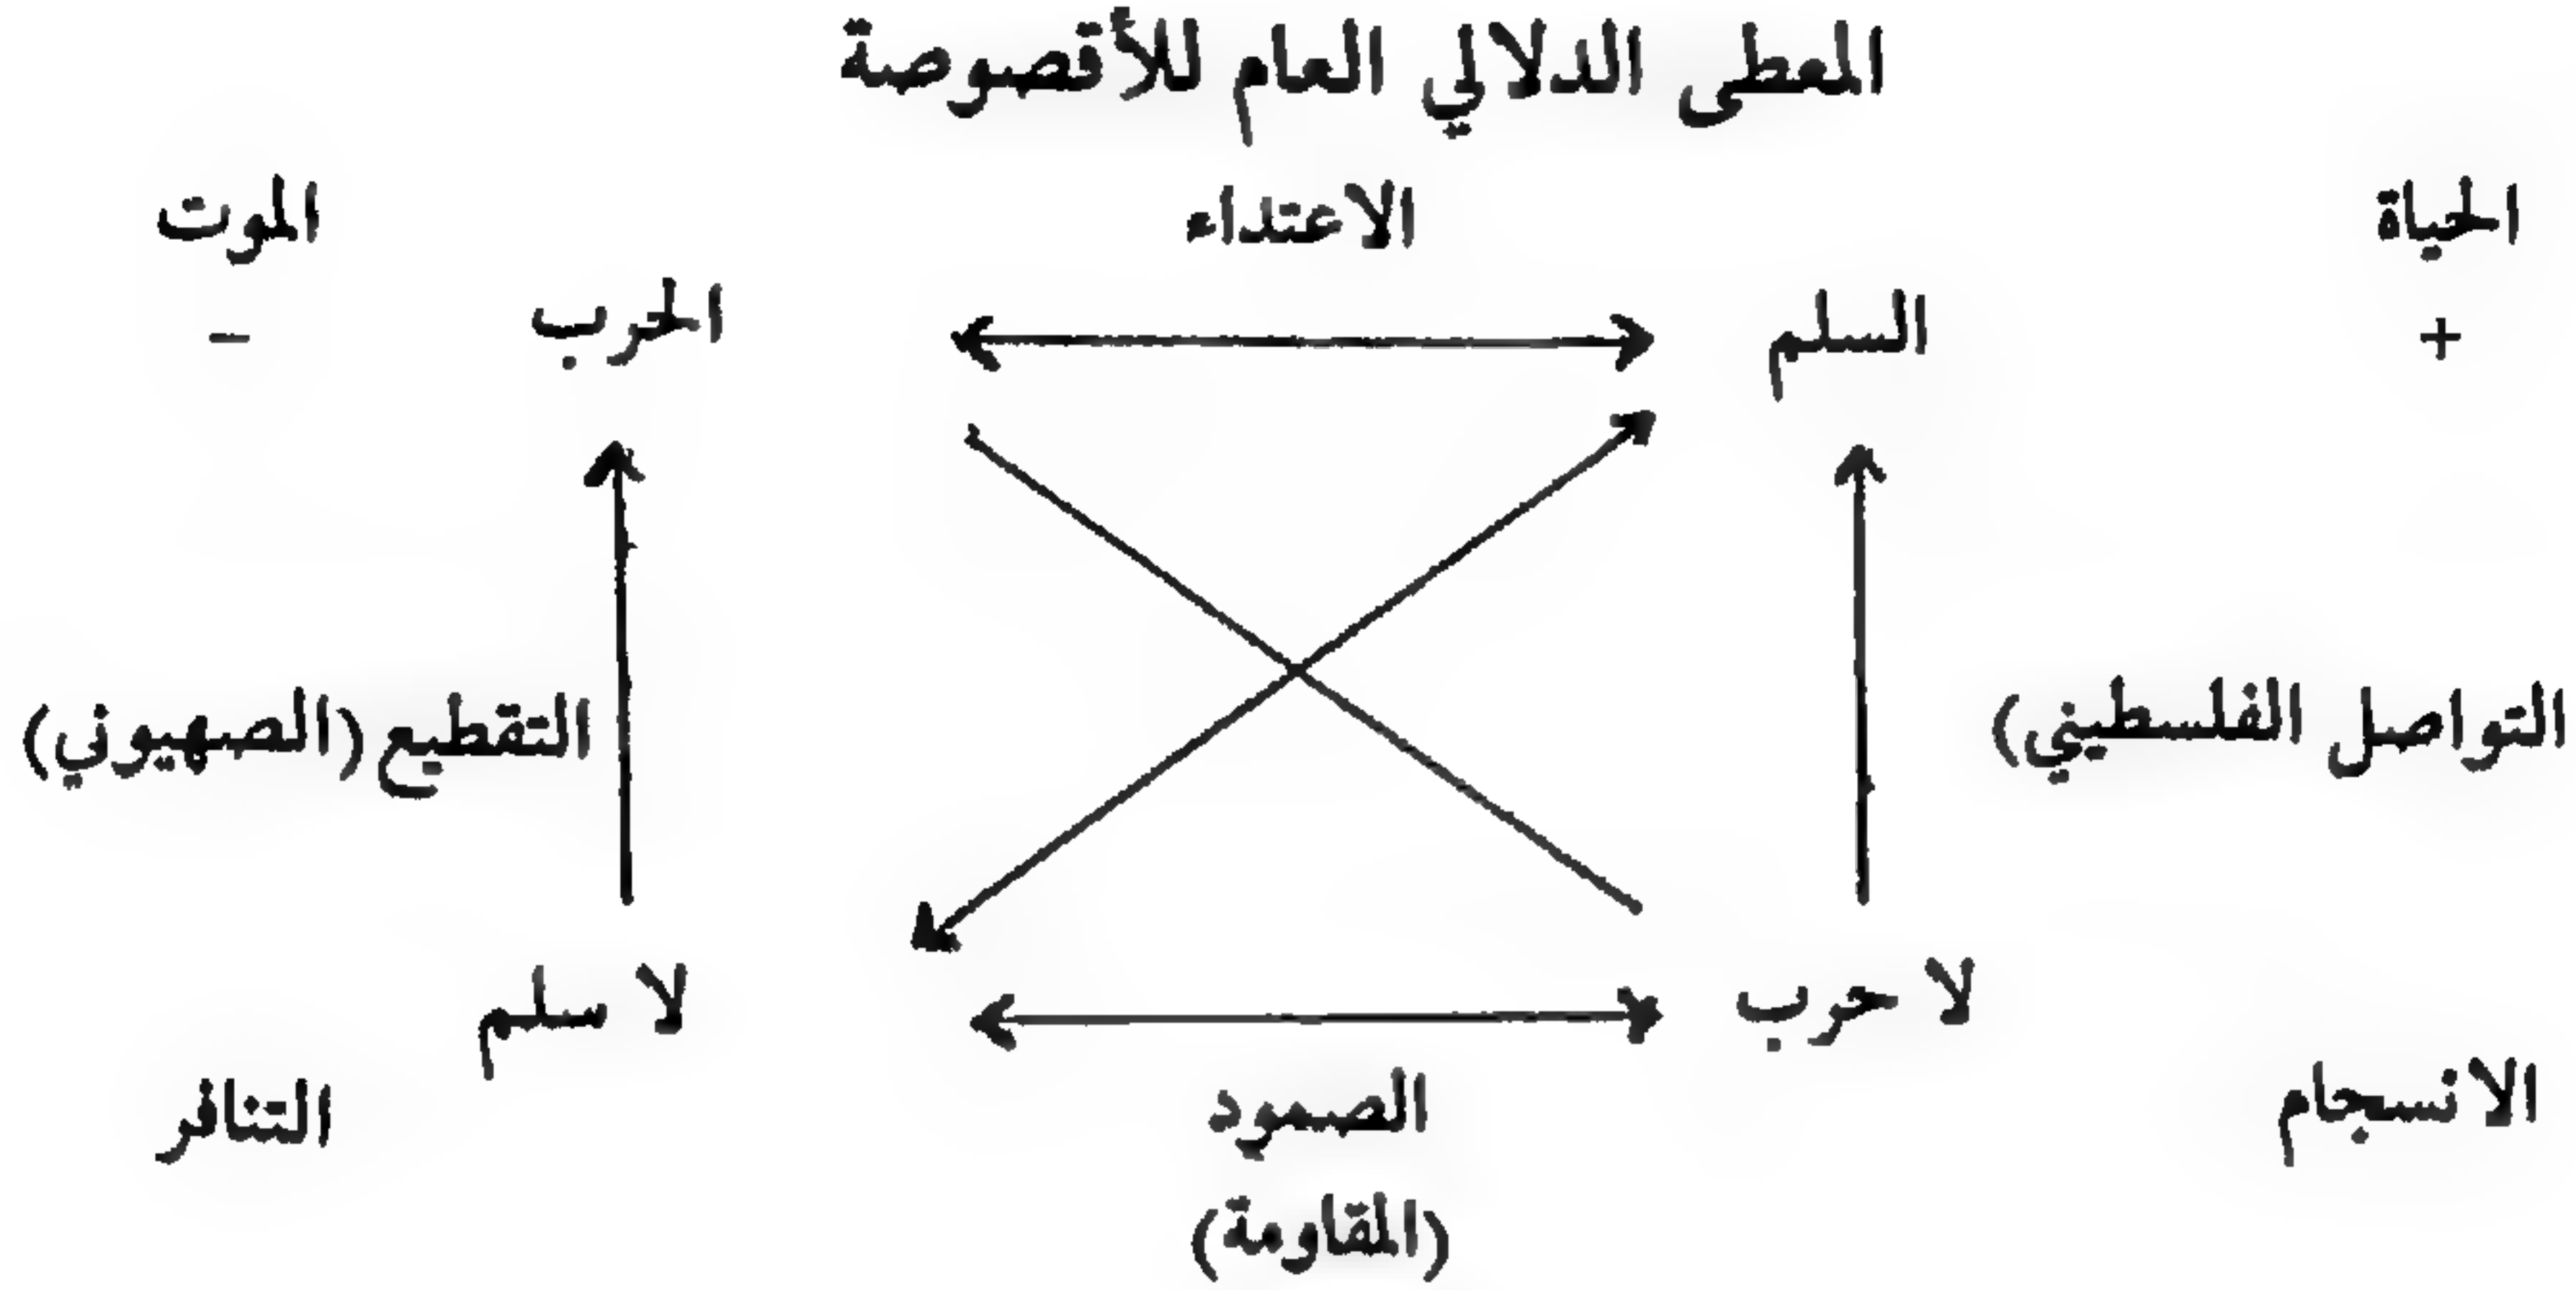 المعطى الدلالي العام للأقصوصة
الحياة الاعتداء الموت
+ السلم الحرب -
التواصل الفلسطيني) التقطيع (الصهيوني)
لا حرب لا سلم
الانسجام الصمود التنافر
(المقاومة)